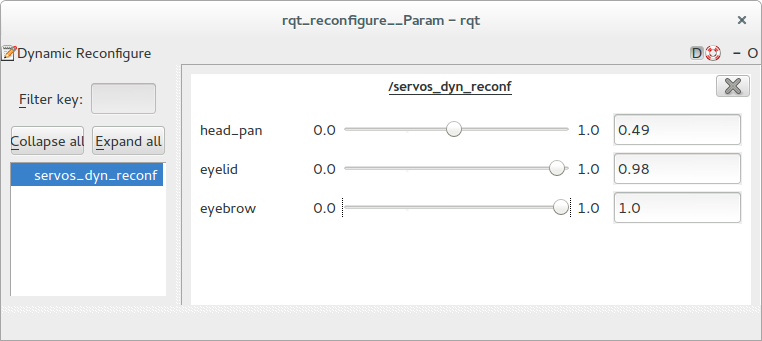 rqt_reconfigure__Param - rqt
Dynamic Reconfigure
D
- O
/servos_dyn_reconf
Filter key:
Collapse all
Expand all
servos_dyn_reconf
head_pan 0.0 1.0 0.49
eyelid 0.0 1.0 0.98
eyebrow 0.0 1.0 1.0